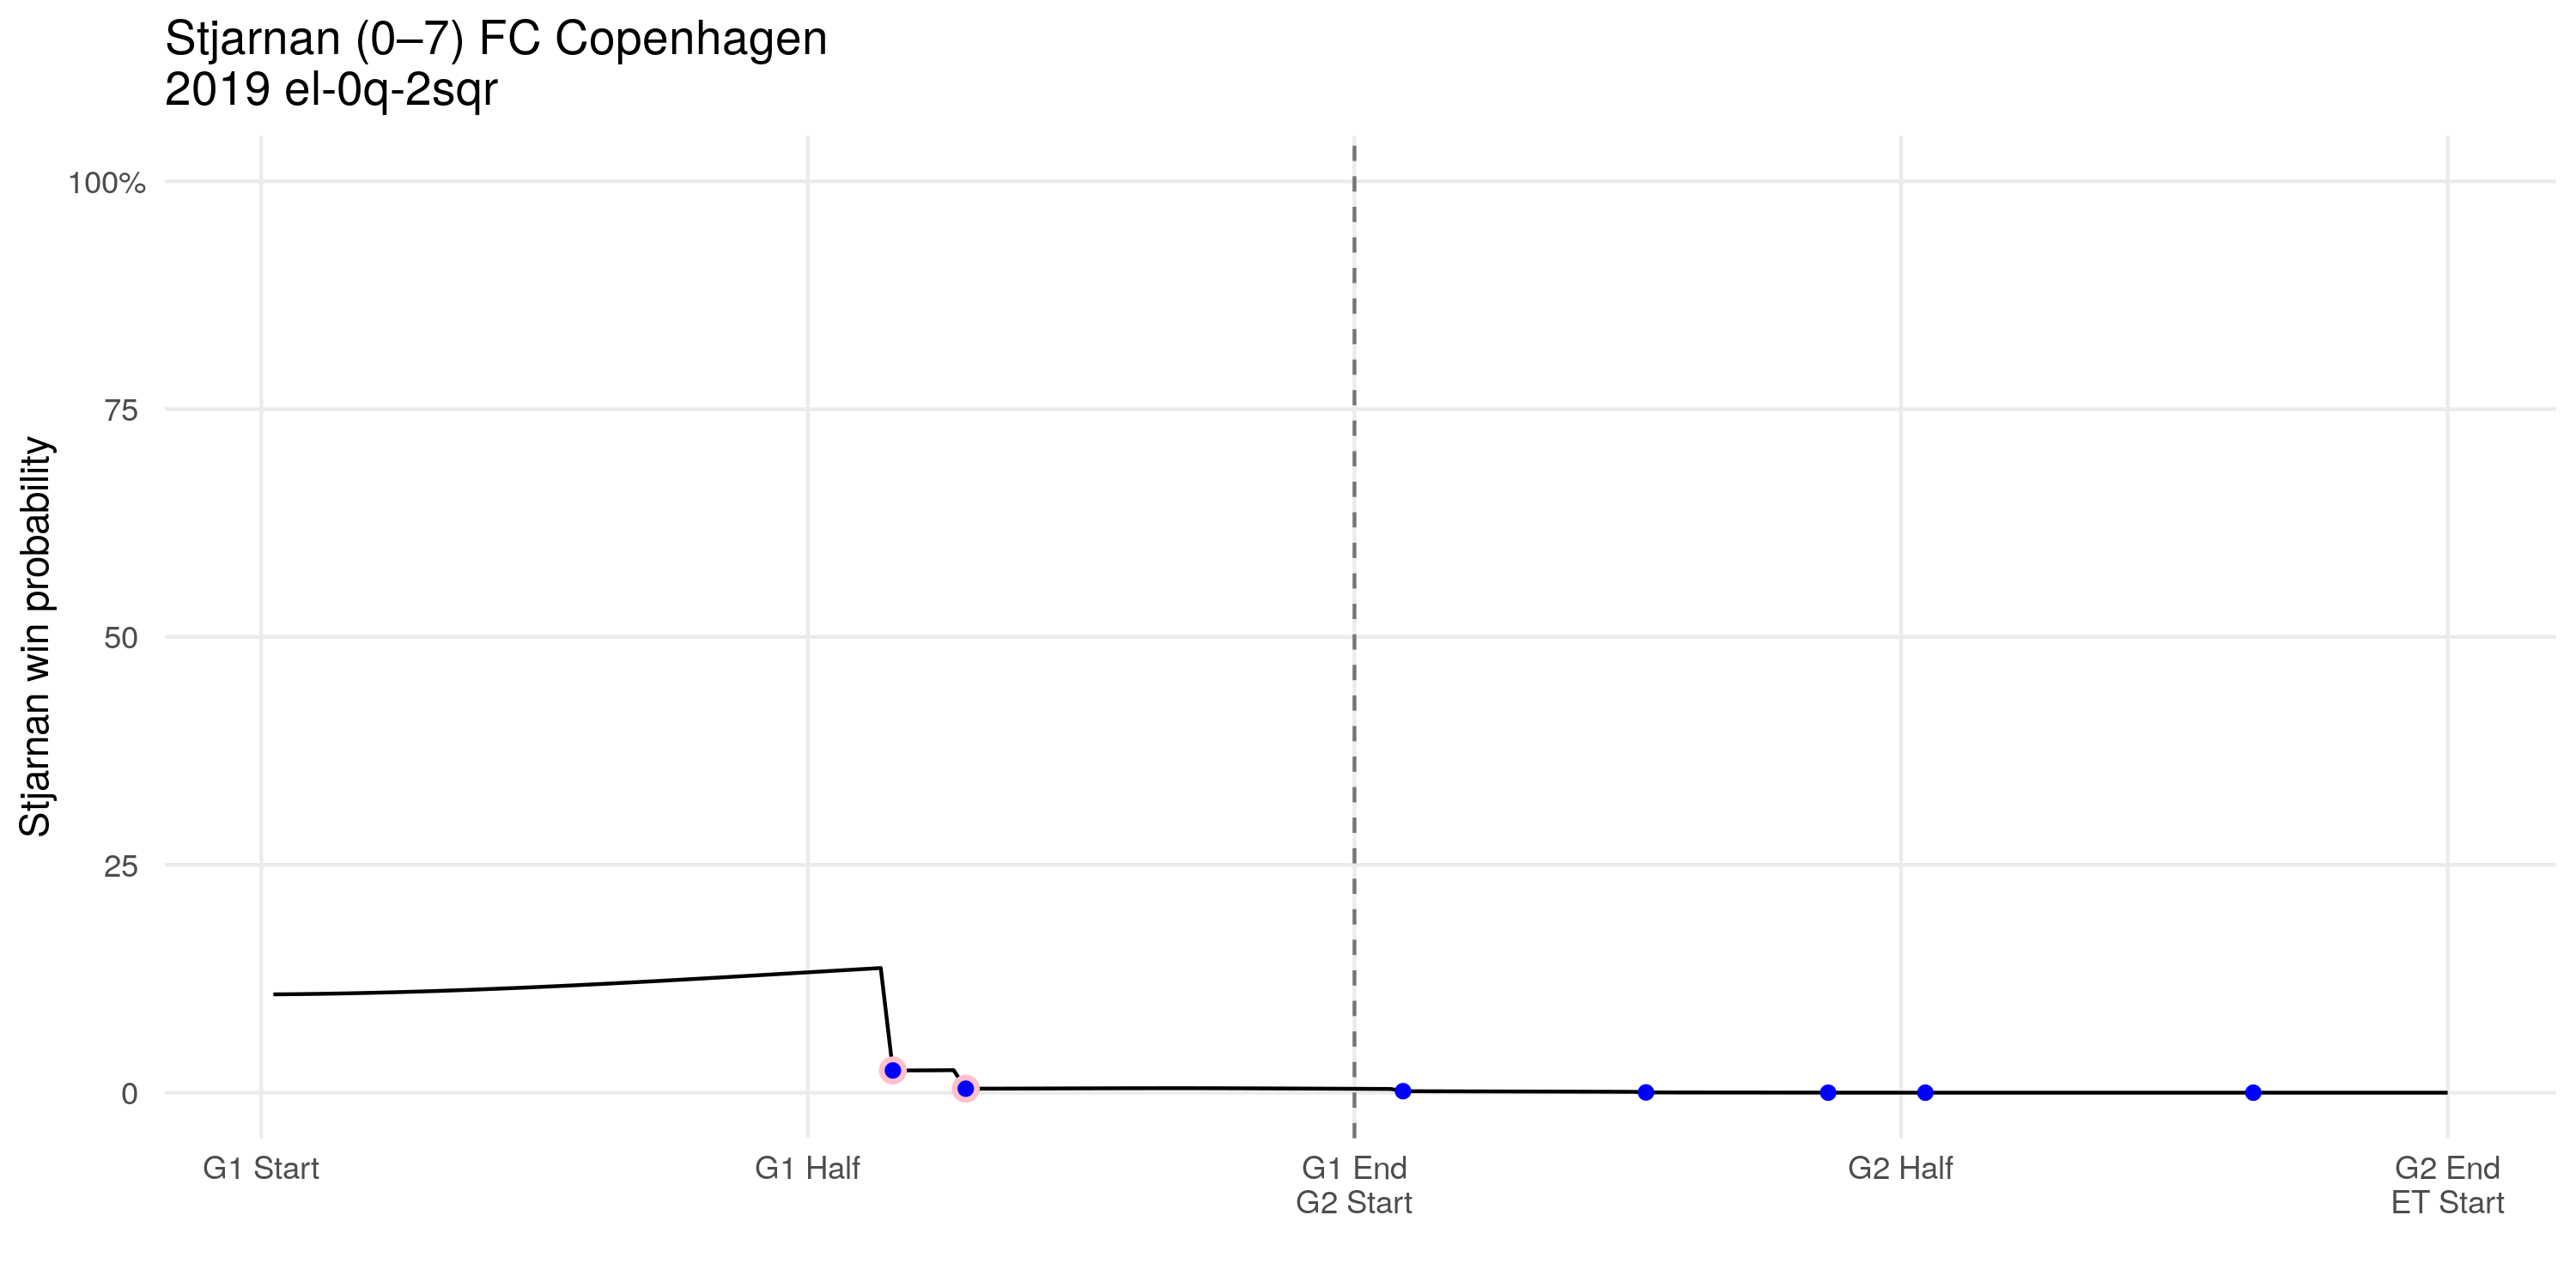 Stjarnan (0–7) FC Copenhagen
2019 el-0q-2sqr
Stjarnan win probability
100%
75
50
25
0
G1 Start
G1 Half
G1 End
G2 Start
G2 Half
G2 End
ET Start